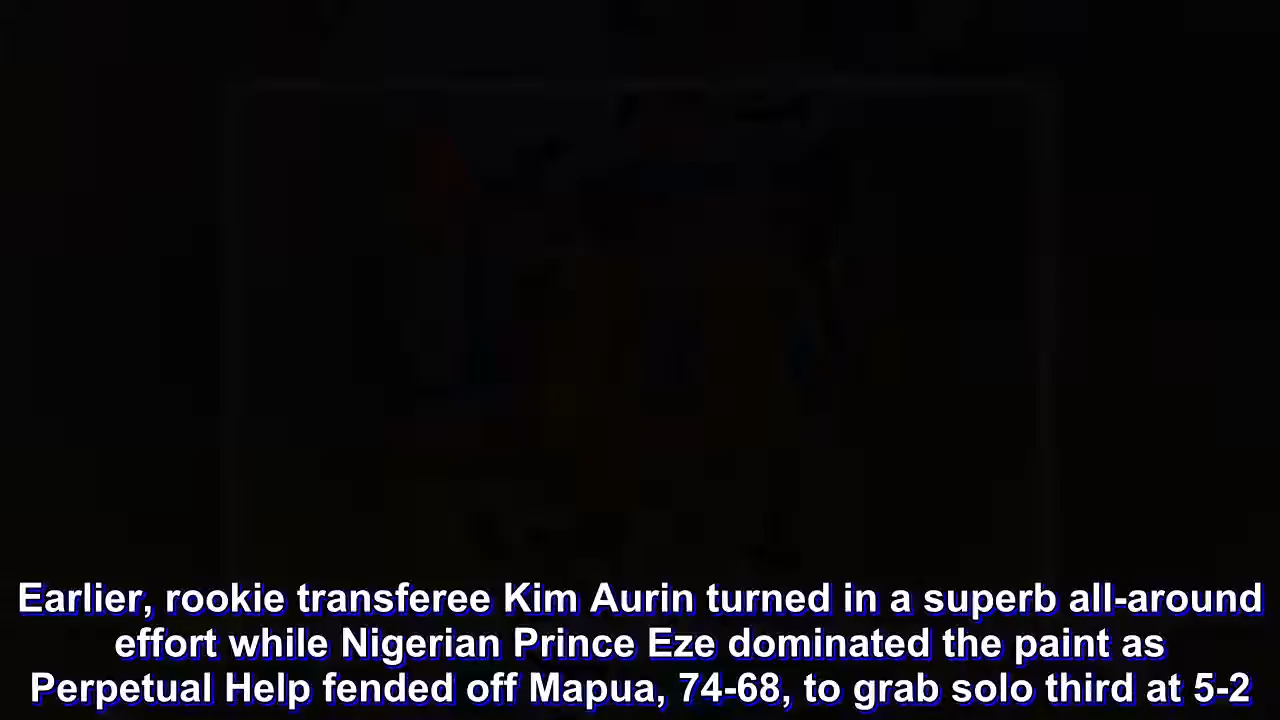 Earlier, rookie transferee Kim Aurin turned in a superb all-around
effort while Nigerian Prince Eze dominated the paint as
Perpetual Help fended off Mapua, 74-68, to grab solo third at 5-2